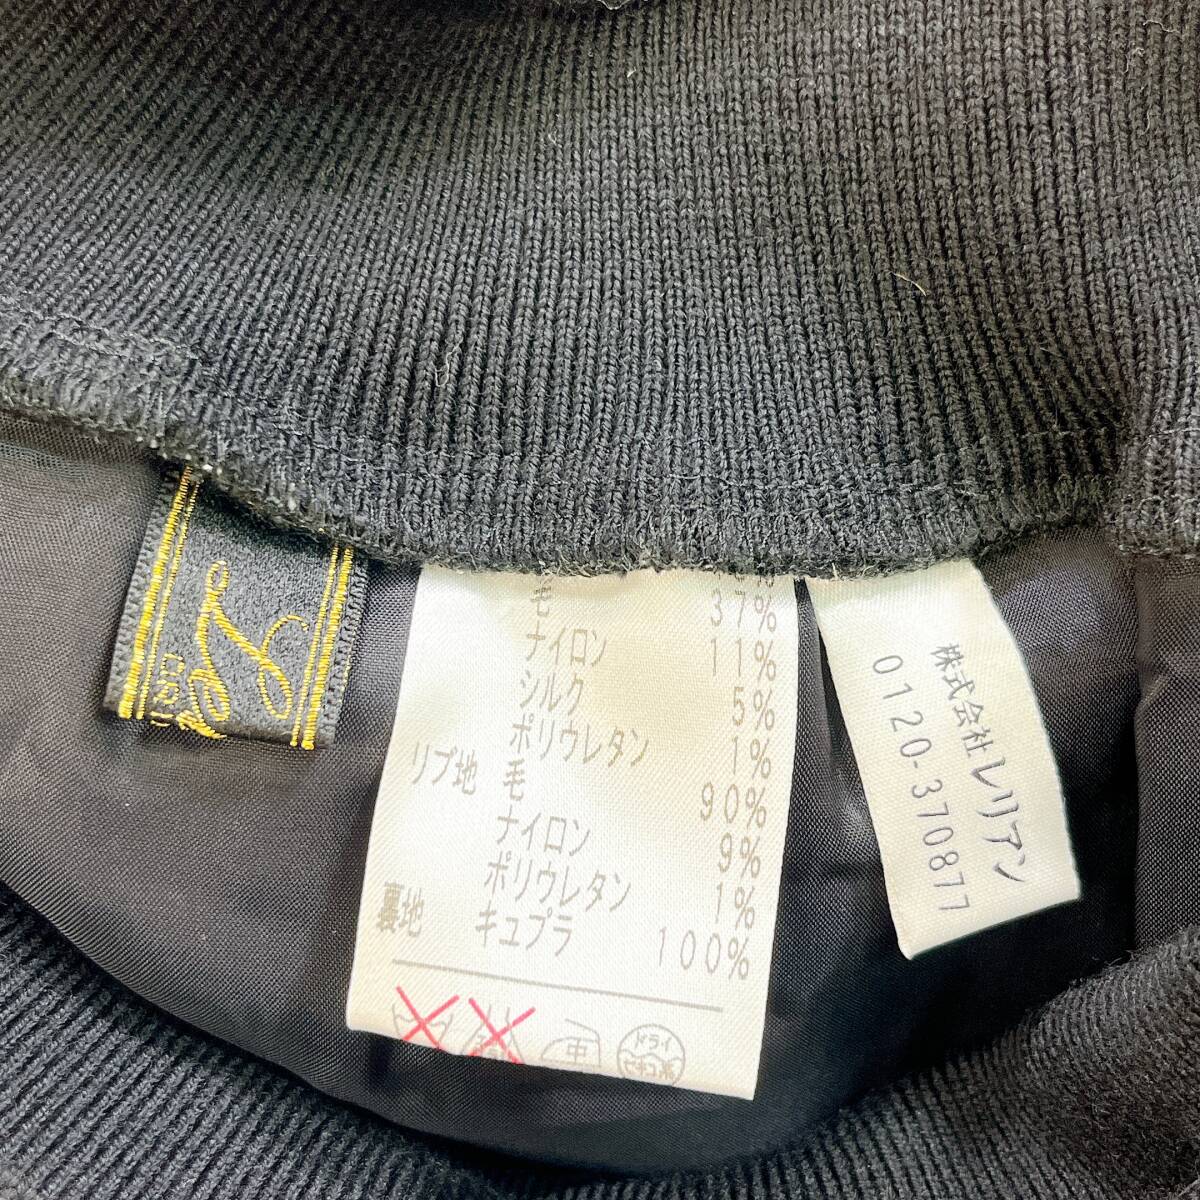 毛 37%
ナイロン 11%
シルク 5%
ポリウレタン 1%
リブ地 毛 90%
ナイロン 9%
ポリウレタン 1%
裏地 キュプラ 100%
ドライ
中
株式会社レリアン
0120-370877